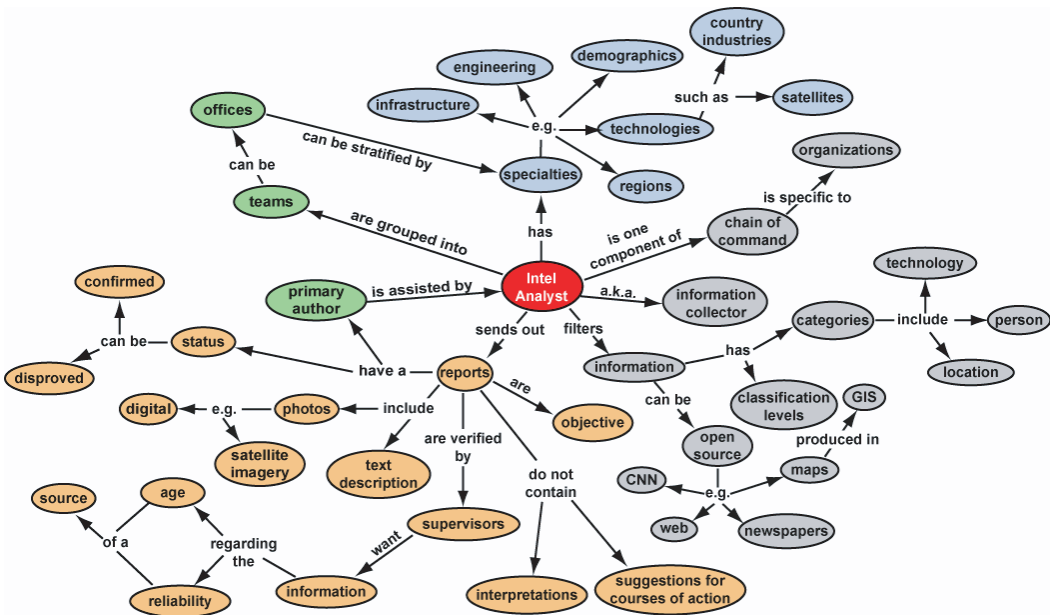 country
industries
demographics
engineering
such as
satellites
infrastructure
offices
e.g.
technologies
can be stratified by
organizations
can be
specialties
regions
is specific to
teams
are grouped into
has
is one
component of
chain of
command
technology
confirmed
primary
author
is assisted by
Intel
Analyst
a.k.a.
information
collector
categories
include
person
sends out
filters
can be
status
has
location
disproved
have a
reports
are
information
classification
levels
GIS
digital
e.g.
photos
include
objective
can be
open
source
produced in
are verified
by
satellite
imagery
text
description
do not
contain
maps
CNN
e.g.
source
age
web
newspapers
supervisors
of a
regarding
the
want
reliability
information
interpretations
suggestions for
courses of action